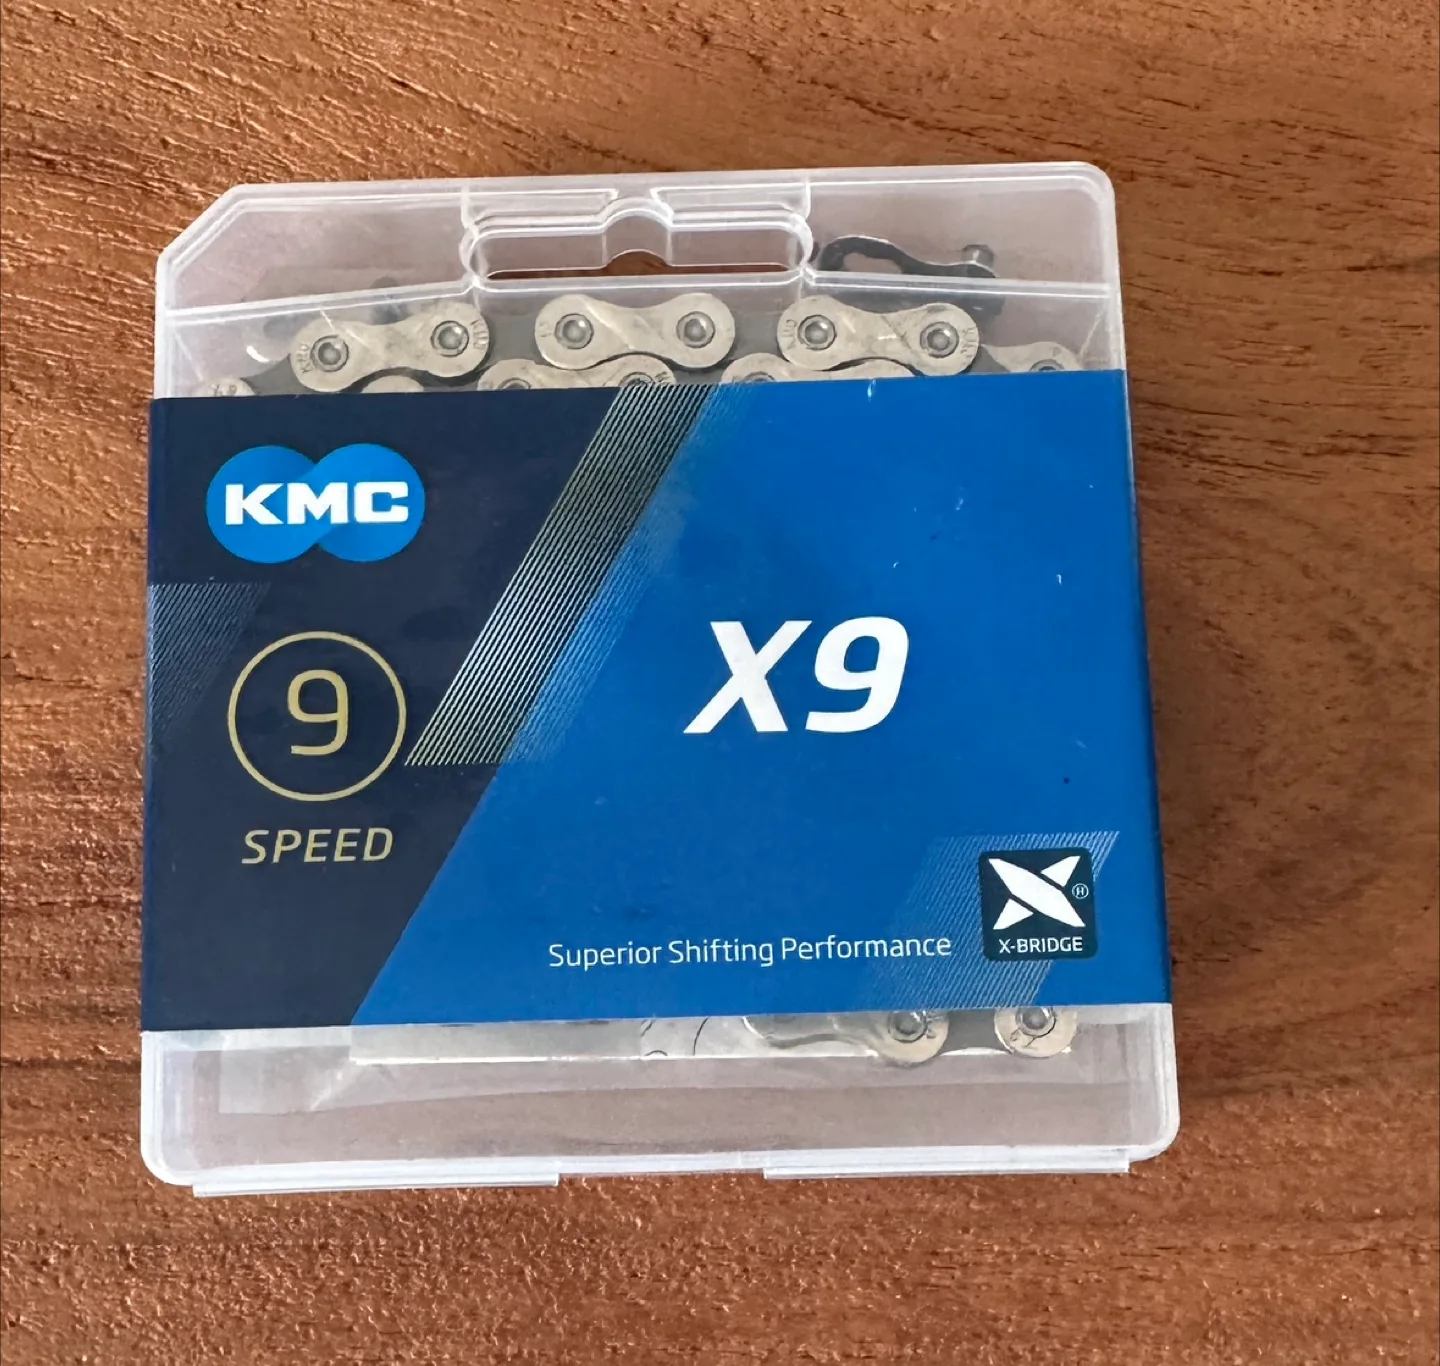 KMC
9
SPEED
X9
Superior Shifting Performance
X-BRIDGE